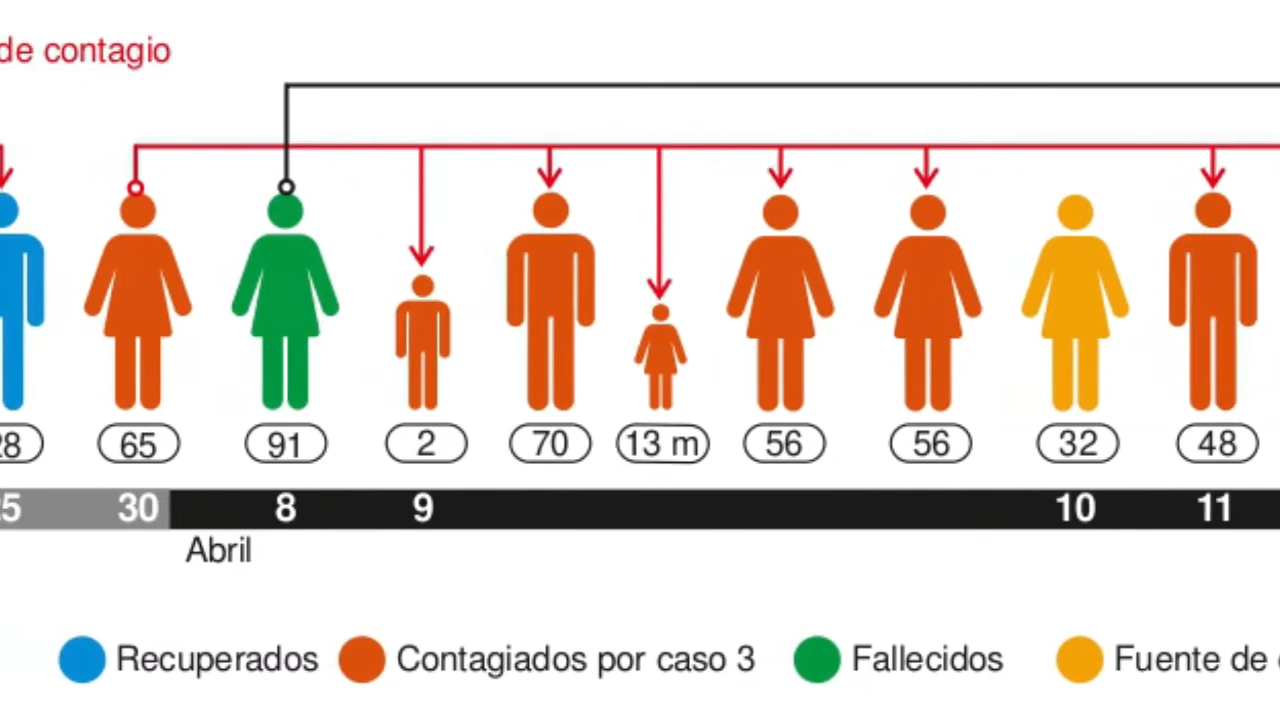 de contagio
28 65 91 2 70 13 m 56 56 32 48
30 8 9 10 11
Abril
Recuperados Contagiados por caso 3 Fallecidos Fuente de